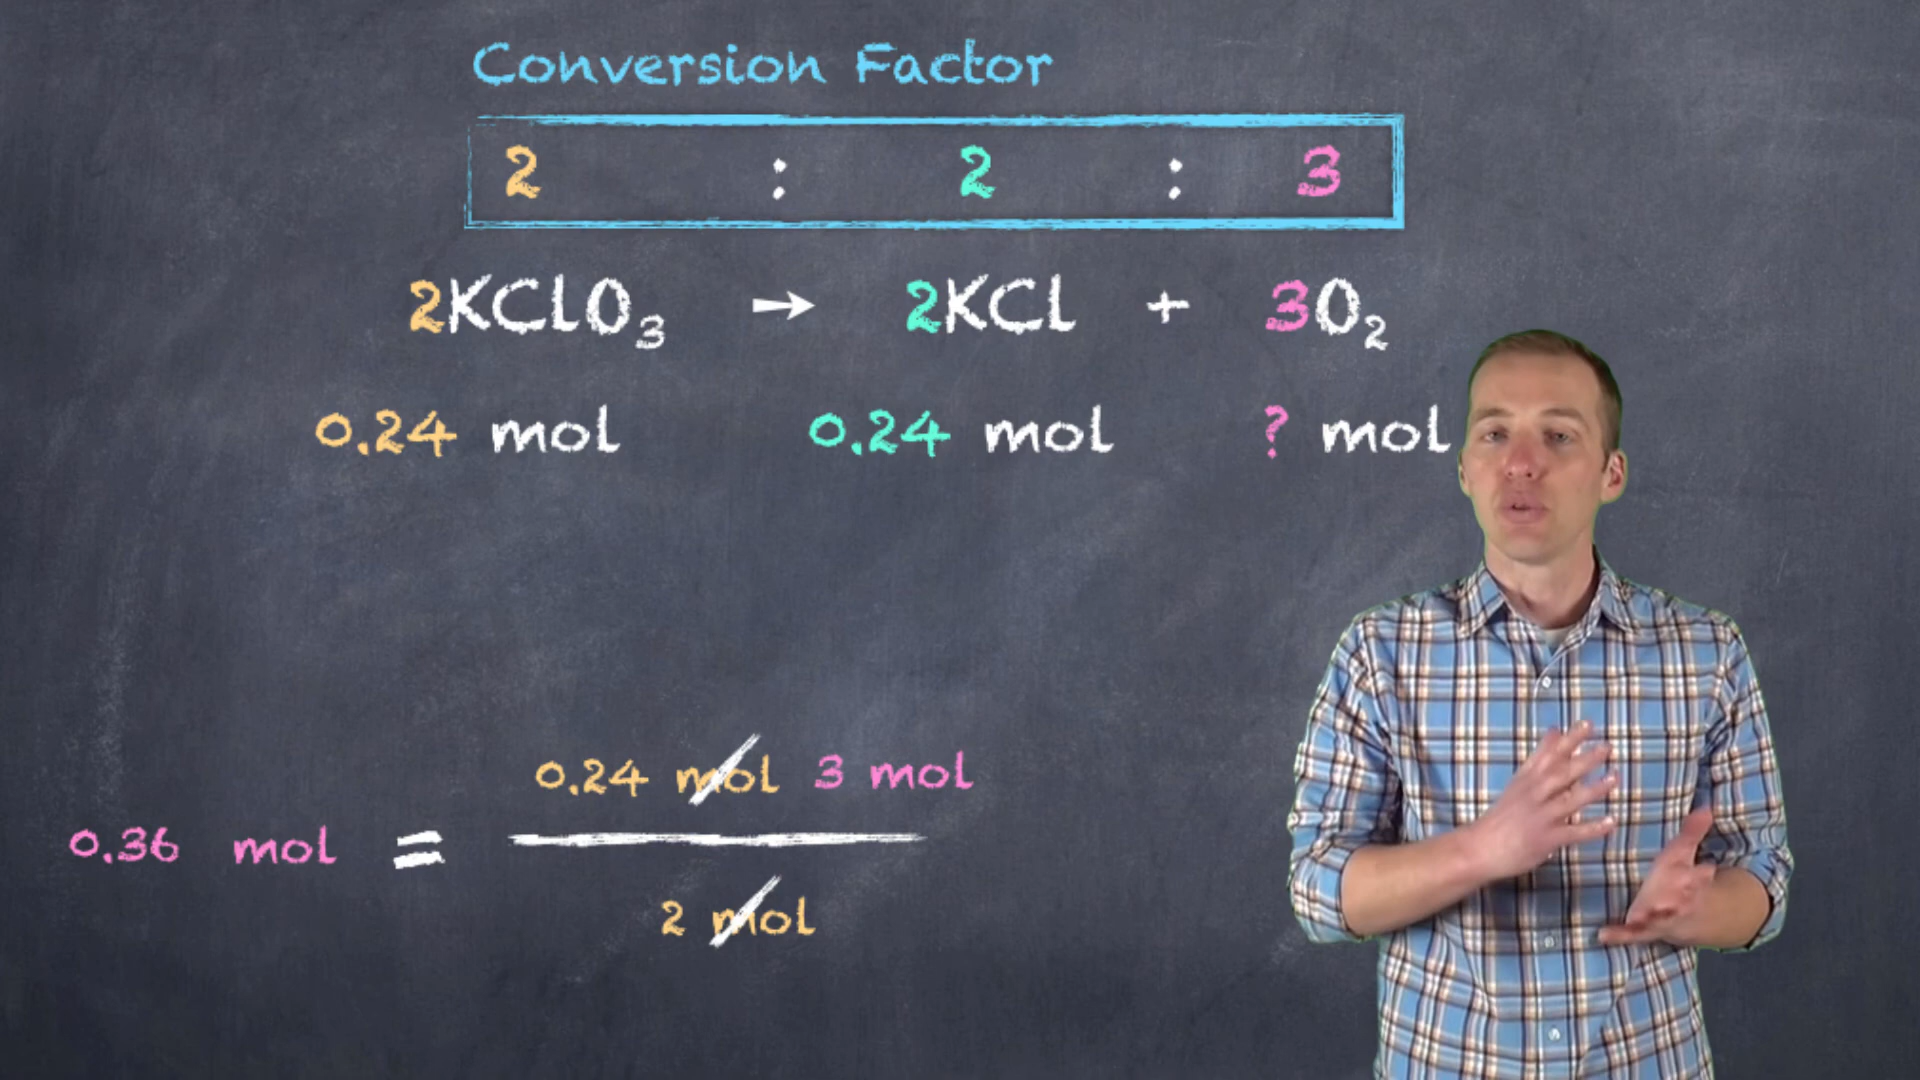 Conversion Factor
2 : 2 : 3
2KClO₃ → 2KCl + 3O₂
0.24 mol 0.24 mol ? mol
0.24 mol 3 mol
0.36 mol =
2 mol